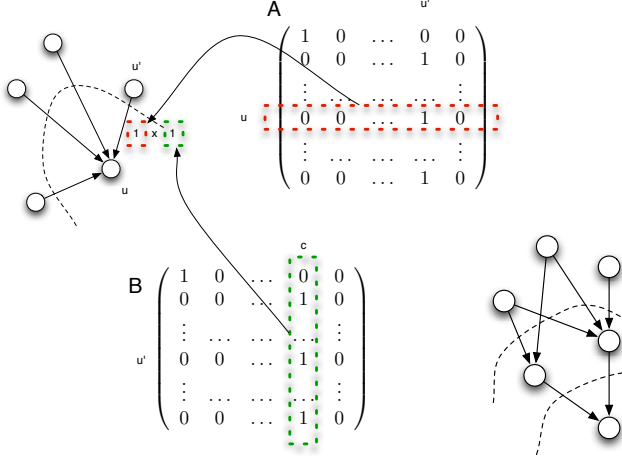 A
u'
1 0 ... 0 0
0 0 ... 1 0
⋮ ... ... ... ⋮
u 0 0 ... 1 0
⋮ ... ... ... ⋮
0 0 ... 1 0
u'
1 x 1
u
B
c
1 0 ... 0 0
0 0 ... 1 0
⋮ ... ... ... ⋮
u' 0 0 ... 1 0
⋮ ... ... ... ⋮
0 0 ... 1 0